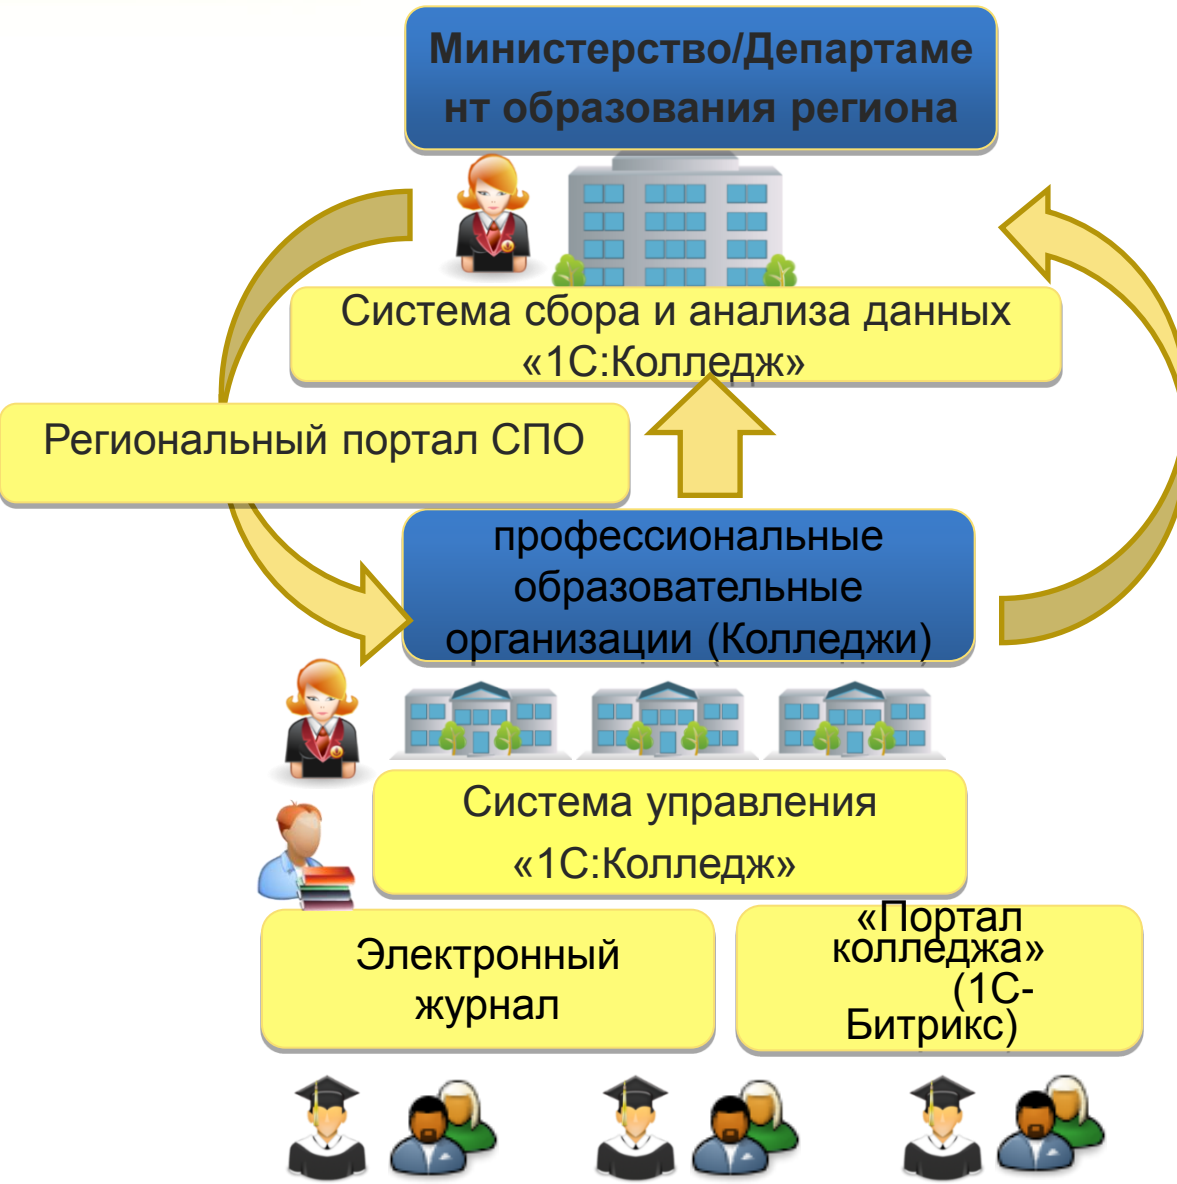 Министерство/Департаме
нт образования региона
Система сбора и анализа данных
«1С:Колледж»
Региональный портал СПО
профессиональные
образовательные
организации (Колледжи)
Система управления
«1С:Колледж»
Электронный
журнал
«Портал
колледжа»
(1С-
Битрикс)